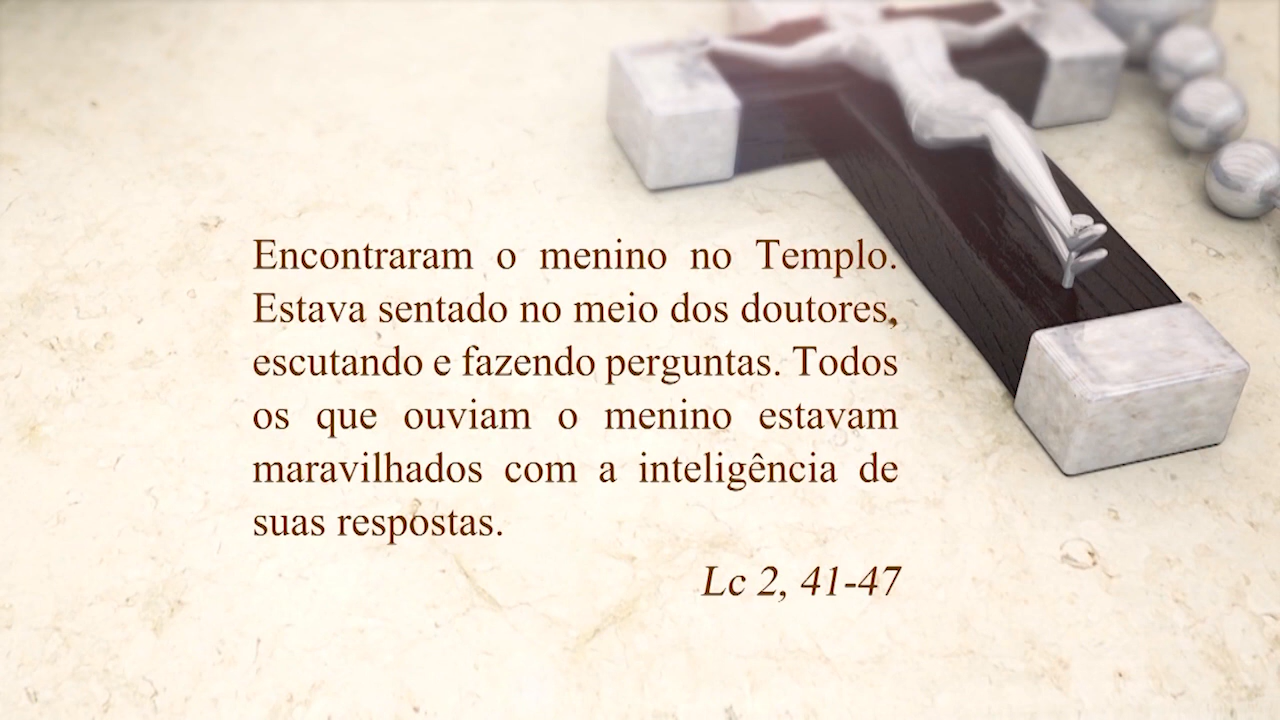 Encontraram o menino no Templo.
Estava sentado no meio dos doutores,
escutando e fazendo perguntas. Todos
os que ouviam o menino estavam
maravilhados com a inteligência de
suas respostas.
Lc 2, 41-47